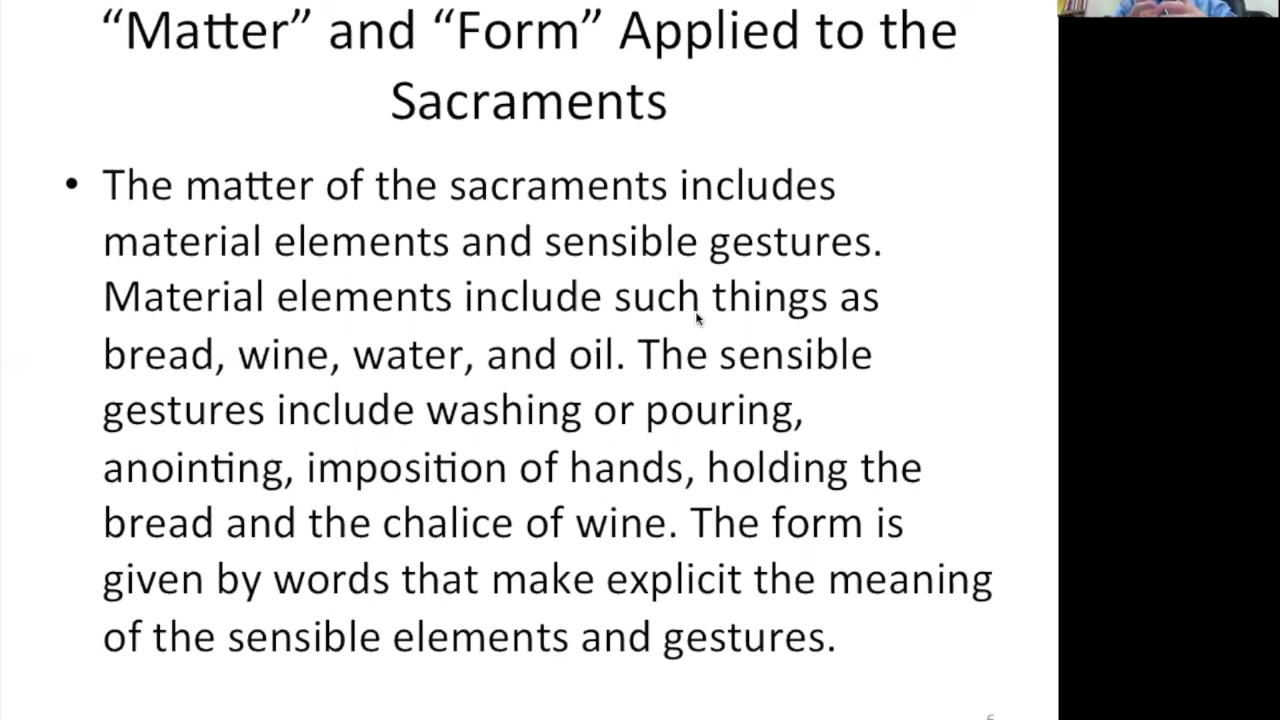 “Matter” and “Form” Applied to the
Sacraments
• The matter of the sacraments includes
material elements and sensible gestures.
Material elements include such things as
bread, wine, water, and oil. The sensible
gestures include washing or pouring,
anointing, imposition of hands, holding the
bread and the chalice of wine. The form is
given by words that make explicit the meaning
of the sensible elements and gestures.